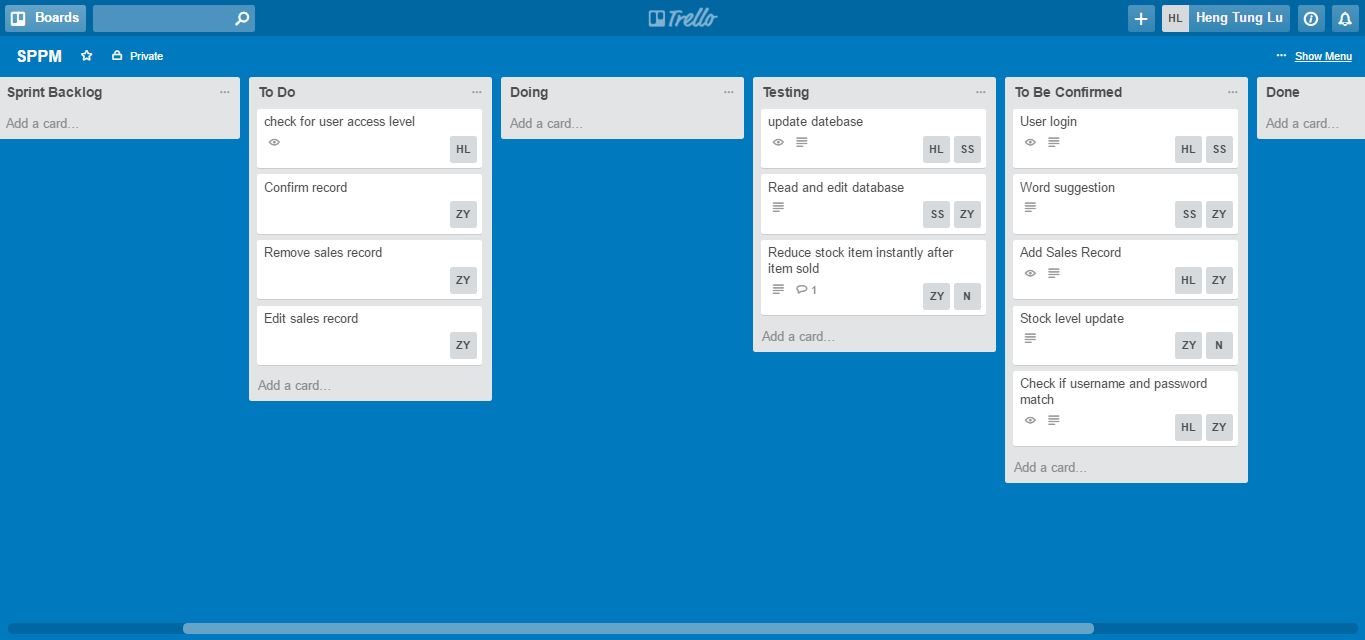 Boards
Trello
HL Heng Tung Lu
SPPM
Private
... Show Menu
Sprint Backlog ...
Add a card...
To Do ...
check for user access level
HL
Confirm record
ZY
Remove sales record
ZY
Edit sales record
ZY
Add a card...
Doing ...
Add a card...
Testing ...
update datebase
HL SS
Read and edit database
SS ZY
Reduce stock item instantly after
item sold
1
ZY N
Add a card...
To Be Confirmed ...
User login
HL SS
Word suggestion
SS ZY
Add Sales Record
HL ZY
Stock level update
ZY N
Check if username and password
match
HL ZY
Add a card...
Done
Add a card...